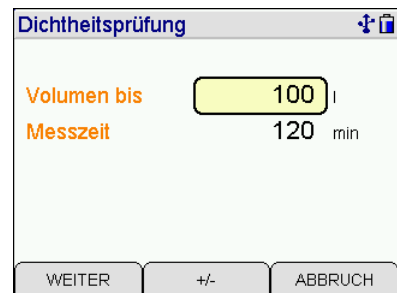 Dichtheitsprüfung
Volumen bis 100 l
Messzeit 120 min
WEITER +/- ABBRUCH